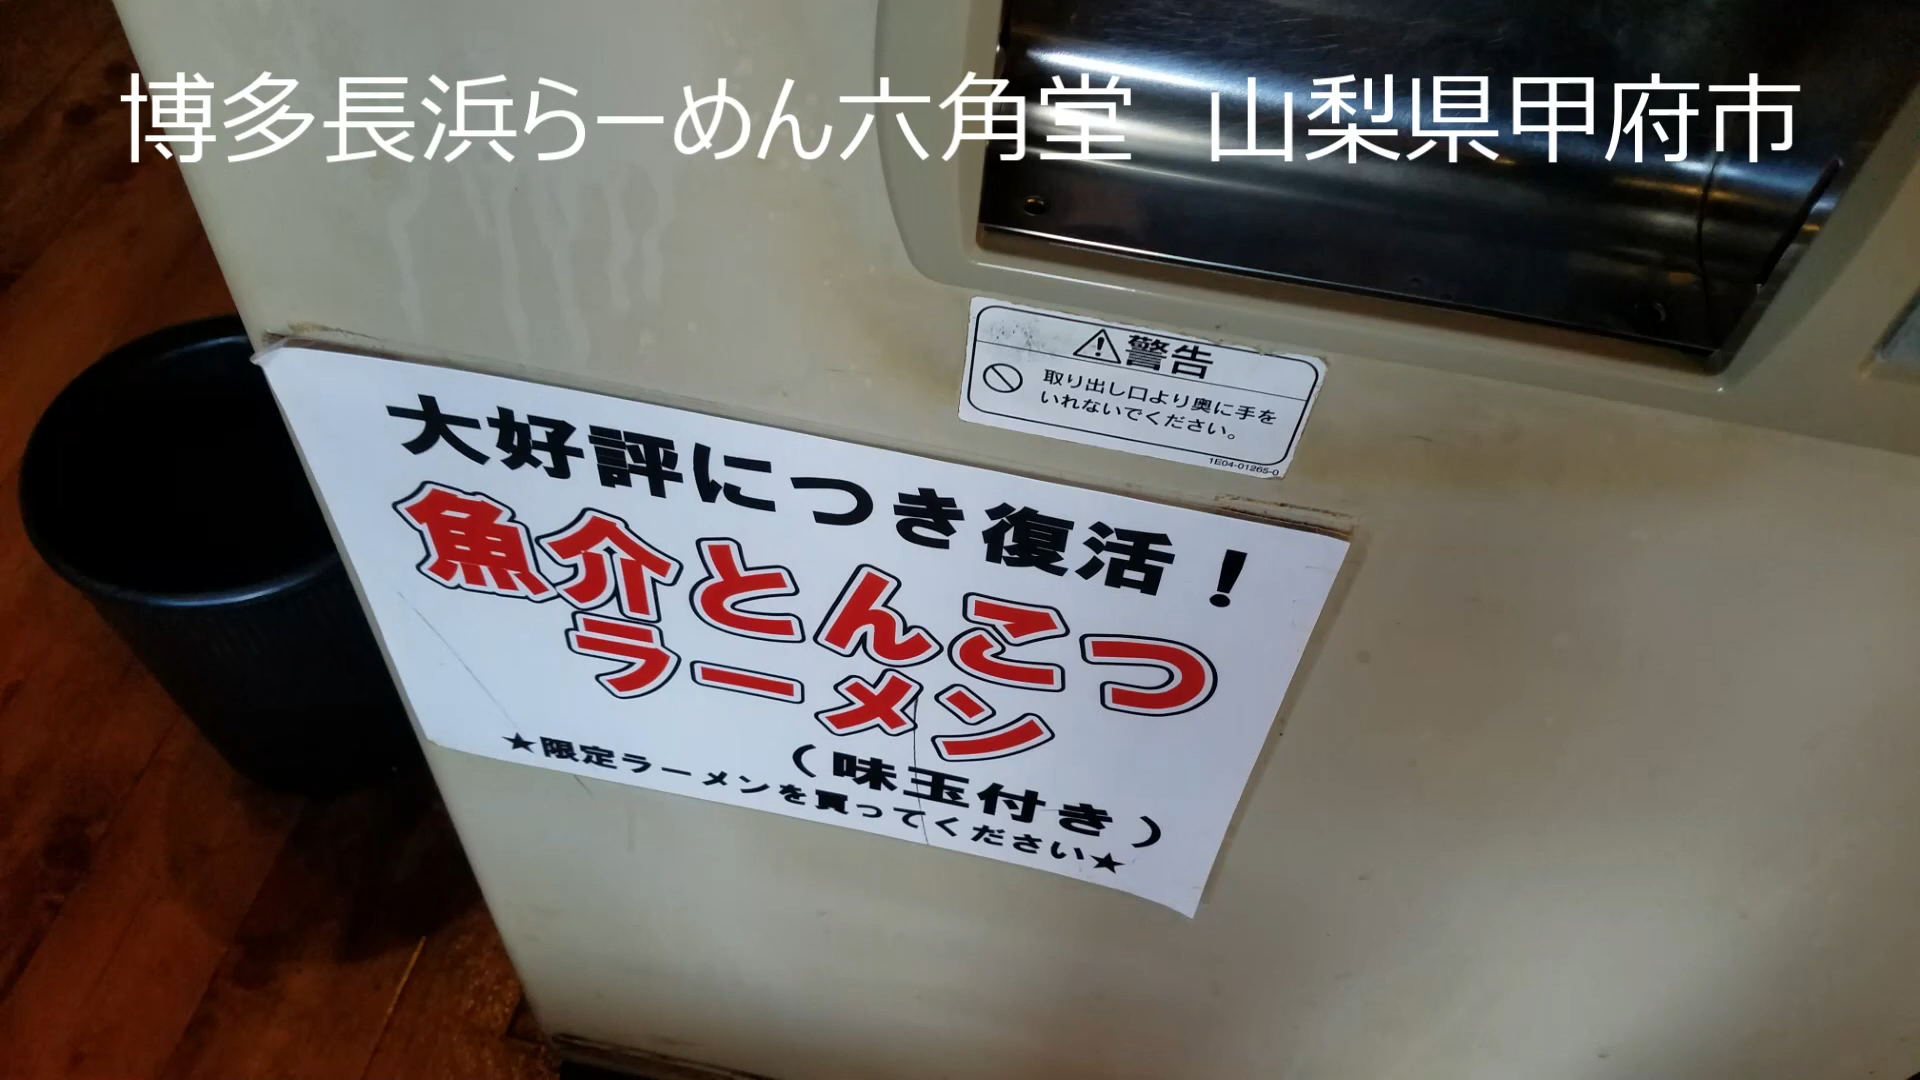 博多長浜らーめん六角堂 山梨県甲府市
警告
取り出し口より奥に手を
いれないでください。
1E04-01265-0
大好評につき復活！
魚介とんこつ
ラーメン
（味玉付き）
★限定ラーメンを買ってください★